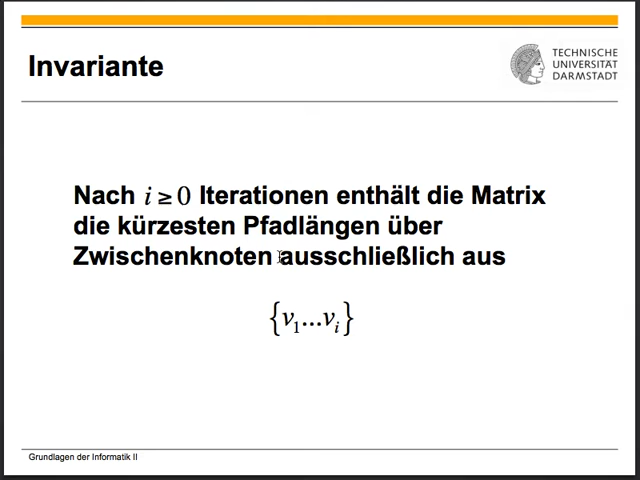 Invariante
TECHNISCHE
UNIVERSITÄT
DARMSTADT
Nach i ≥ 0 Iterationen enthält die Matrix
die kürzesten Pfadlängen über
Zwischenknoten ausschließlich aus
{v₁...vᵢ}
Grundlagen der Informatik II